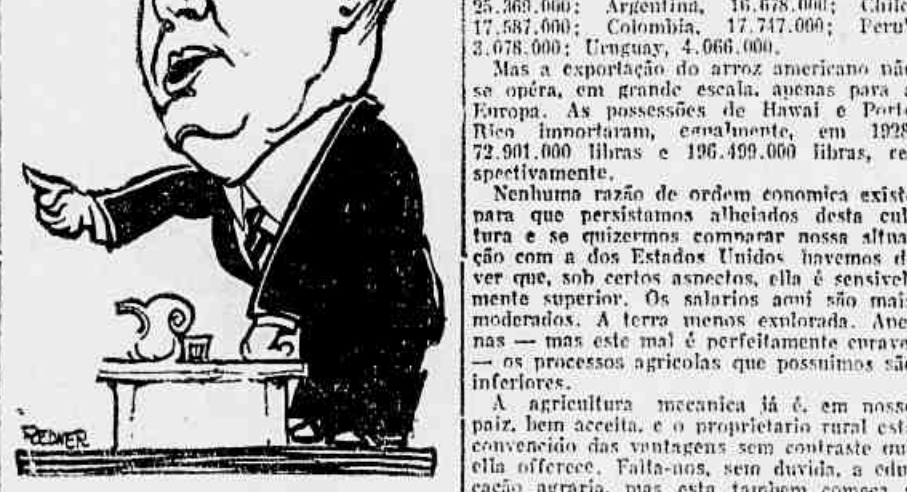 25.369.000; Argentina, 16.678.000; Chile
17.587.000; Colombia, 17.747.000; Perú
3.078.000; Uruguay, 4.066.000.
Mas a exportação do arroz americano não
se opéra, em grande escala, apenas para a
Europa. As possessões de Hawai e Porto
Rico importaram, egualmente, em 1928
72.901.000 libras e 196.499.000 libras, re-
spectivamente.
Nenhuma razão de ordem conomica exist
para que persistamos alheiados desta cul
tura e se quizermos comparar nossa situa
ção com a dos Estados Unidos havemos d
ver que, sob certos aspectos, ella é sensivel
mente superior. Os salarios aqui são mais
moderados. A terra menos explorada. Ape
nas — mas este mal é perfeitamente curave
— os processos agricolas que possuimos são
inferiores.
A agricultura mecanica já é, em nosso
paiz, bem acceita, e o proprietario rural est
convencido das vantagens sem contraste qu
ella offerece. Falta-nos, sem duvida, a edu
cação agraria, mas esta tambem começa
REDNER